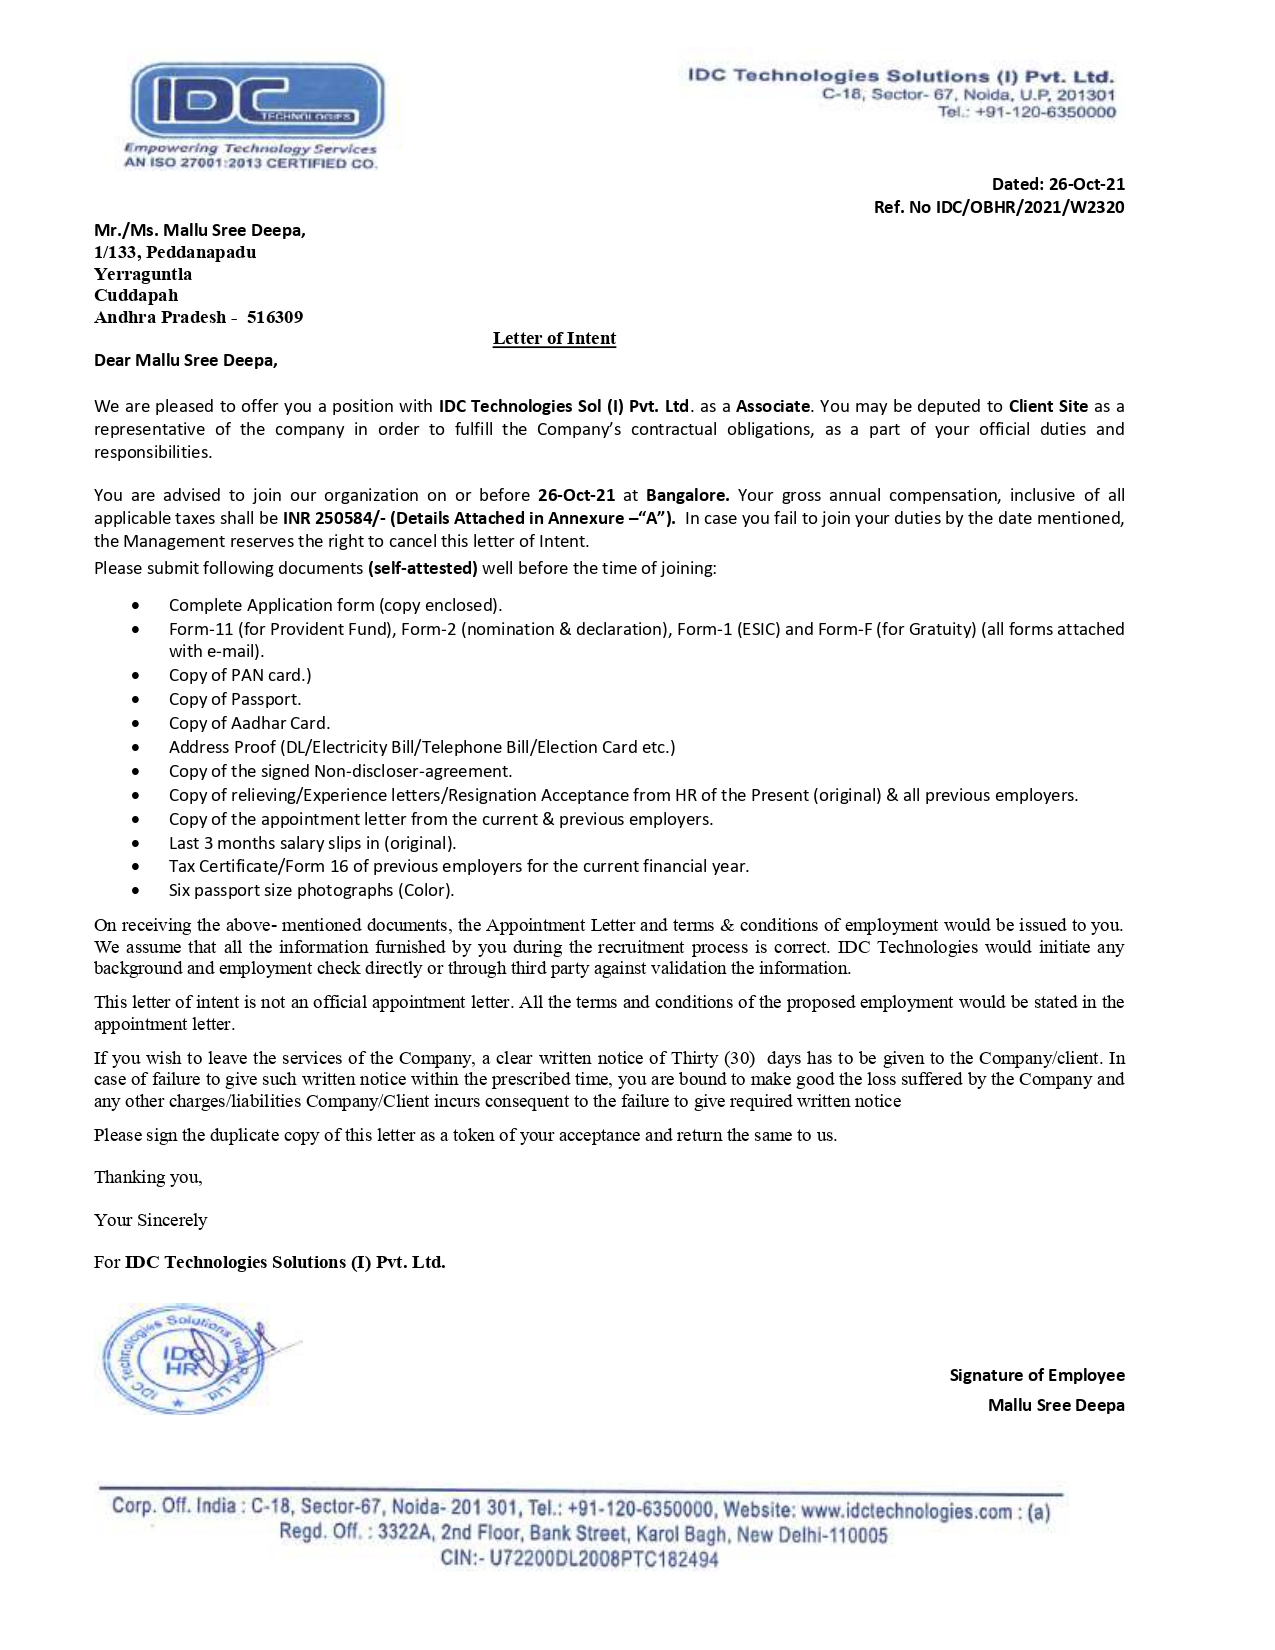 IDC
TECHNOLOGIES
Empowering Technology Services
AN ISO 27001:2013 CERTIFIED CO.
IDC Technologies Solutions (I) Pvt. Ltd.
C-18, Sector- 67, Noida, U.P, 201301
Tel.: +91-120-6350000
Dated: 26-Oct-21
Ref. No IDC/OBHR/2021/W2320
Mr./Ms. Mallu Sree Deepa,
1/133, Peddanapadu
Yerraguntla
Cuddapah
Andhra Pradesh - 516309
Letter of Intent
Dear Mallu Sree Deepa,
We are pleased to offer you a position with IDC Technologies Sol (I) Pvt. Ltd. as a Associate. You may be deputed to Client Site as a
representative of the company in order to fulfill the Company's contractual obligations, as a part of your official duties and
responsibilities.
You are advised to join our organization on or before 26-Oct-21 at Bangalore. Your gross annual compensation, inclusive of all
applicable taxes shall be INR 250584/- (Details Attached in Annexure –“A”). In case you fail to join your duties by the date mentioned,
the Management reserves the right to cancel this letter of Intent.
Please submit following documents (self-attested) well before the time of joining:
• Complete Application form (copy enclosed).
• Form-11 (for Provident Fund), Form-2 (nomination & declaration), Form-1 (ESIC) and Form-F (for Gratuity) (all forms attached
with e-mail).
• Copy of PAN card.)
• Copy of Passport.
• Copy of Aadhar Card.
• Address Proof (DL/Electricity Bill/Telephone Bill/Election Card etc.)
• Copy of the signed Non-discloser-agreement.
• Copy of relieving/Experience letters/Resignation Acceptance from HR of the Present (original) & all previous employers.
• Copy of the appointment letter from the current & previous employers.
• Last 3 months salary slips in (original).
• Tax Certificate/Form 16 of previous employers for the current financial year.
• Six passport size photographs (Color).
On receiving the above- mentioned documents, the Appointment Letter and terms & conditions of employment would be issued to you.
We assume that all the information furnished by you during the recruitment process is correct. IDC Technologies would initiate any
background and employment check directly or through third party against validation the information.
This letter of intent is not an official appointment letter. All the terms and conditions of the proposed employment would be stated in the
appointment letter.
If you wish to leave the services of the Company, a clear written notice of Thirty (30) days has to be given to the Company/client. In
case of failure to give such written notice within the prescribed time, you are bound to make good the loss suffered by the Company and
any other charges/liabilities Company/Client incurs consequent to the failure to give required written notice
Please sign the duplicate copy of this letter as a token of your acceptance and return the same to us.
Thanking you,
Your Sincerely
For IDC Technologies Solutions (I) Pvt. Ltd.
IDC Technologies Solutions India Pvt. Ltd.
IDC
HR
Signature of Employee
Mallu Sree Deepa
Corp. Off. India : C-18, Sector-67, Noida- 201 301, Tel.: +91-120-6350000, Website: www.idctechnologies.com : (a)
Regd. Off. : 3322A, 2nd Floor, Bank Street, Karol Bagh, New Delhi-110005
CIN:- U72200DL2008PTC182494